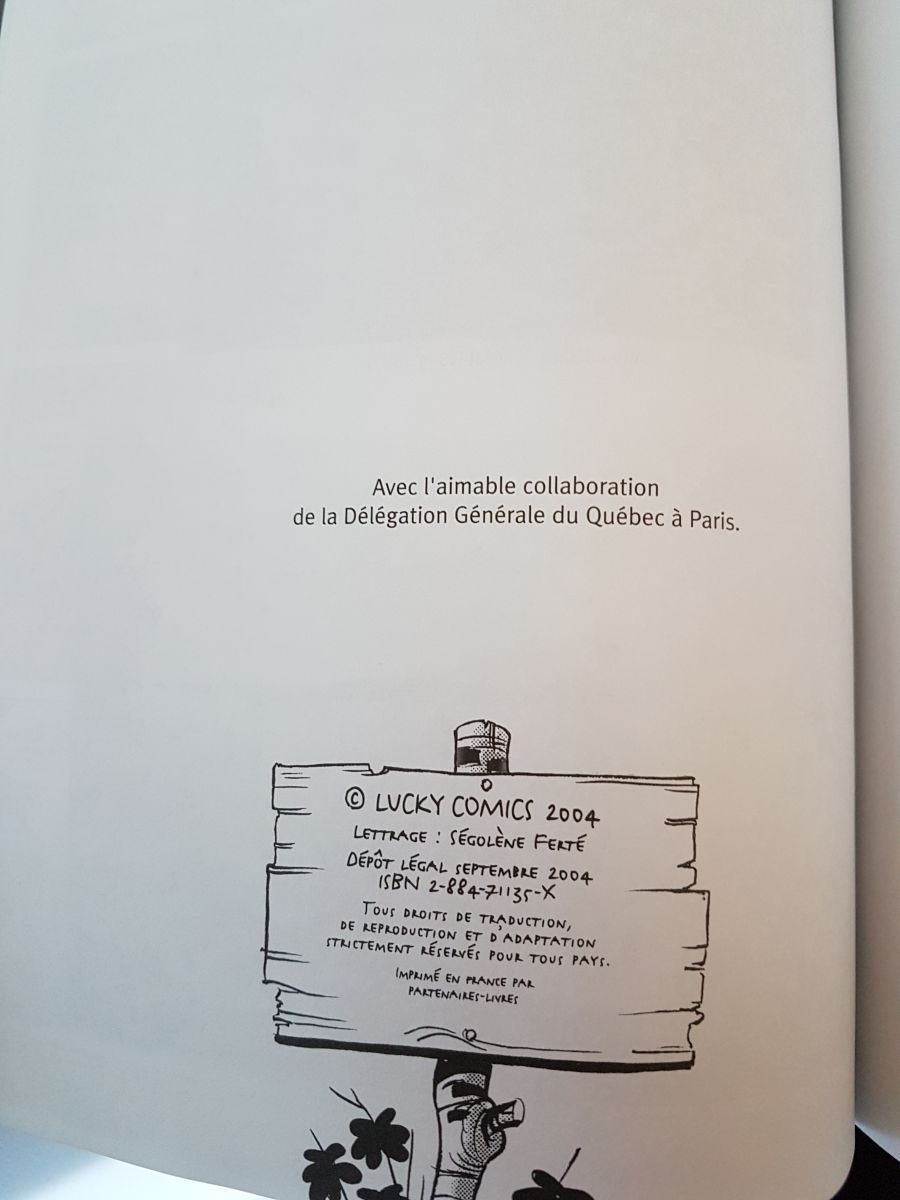 Avec l'aimable collaboration
de la Délégation Générale du Québec à Paris.
© LUCKY COMICS 2004
LETTRAGE : SÉGOLÈNE FERTÉ
DÉPÔT LÉGAL SEPTEMBRE 2004
ISBN 2-884-71135-X
TOUS DROITS DE TRADUCTION,
DE REPRODUCTION ET D'ADAPTATION
STRICTEMENT RÉSERVÉS POUR TOUS PAYS.
IMPRIMÉ EN FRANCE PAR
PARTENAIRES-LIVRES